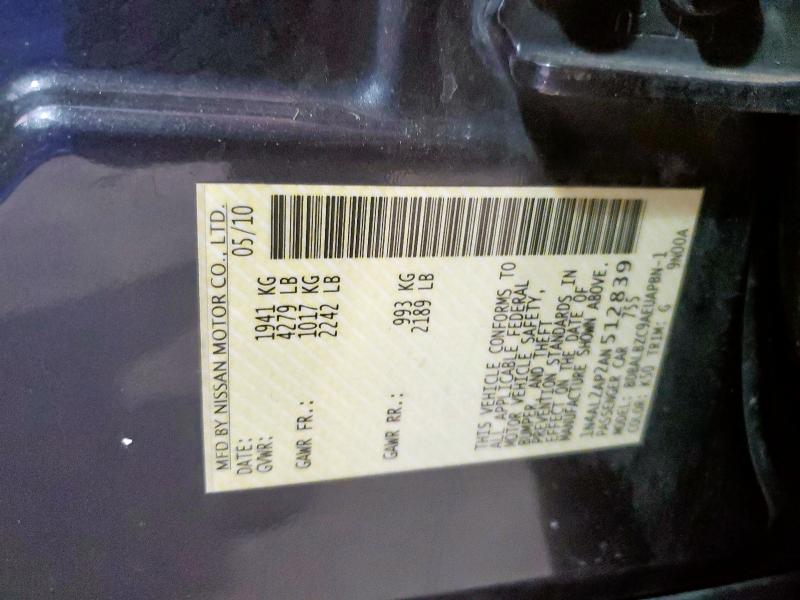 MFD BY NISSAN MOTOR CO., LTD.
DATE: 05/10
GVWR: 1941 KG
4279 LB
GAWR FR.: 1017 KG
2242 LB
GAWR RR.: 993 KG
2189 LB
THIS VEHICLE CONFORMS TO
ALL APPLICABLE FEDERAL
MOTOR VEHICLE SAFETY,
BUMPER, AND THEFT
PREVENTION STANDARDS IN
EFFECT ON THE DATE OF
MANUFACTURE SHOWN ABOVE.
1N4AL2AP2AN512839
PASSENGER CAR 755
MODEL: BDBALBZC9AEUAPBN-1
COLOR: K50 TRIM: G 9N00A